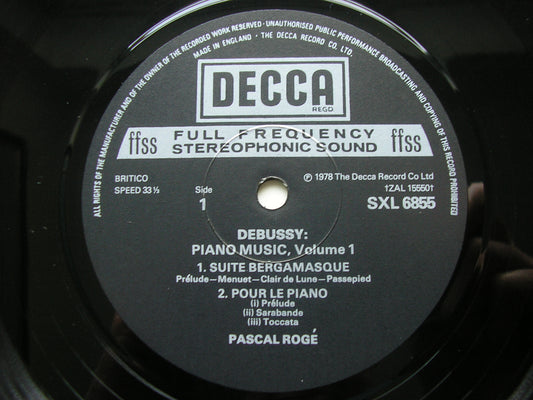 ALL RIGHTS OF THE MANUFACTURER AND OF THE OWNER OF THE RECORDED WORK RESERVED · UNAUTHORISED PUBLIC PERFORMANCE BROADCASTING AND COPYING OF THIS RECORD PROHIBITED
MADE IN ENGLAND · THE DECCA RECORD CO. LTD.
DECCA
REGD
ffss FULL FREQUENCY ffss
STEREOPHONIC SOUND
BRITICO
SPEED 33⅓
Side
1
℗ 1978 The Decca Record Co Ltd
†ZAL 15550†
SXL 6855
DEBUSSY:
PIANO MUSIC, Volume 1
1. SUITE BERGAMASQUE
Prélude—Menuet—Clair de Lune—Passepied
2. POUR LE PIANO
(i) Prélude
(ii) Sarabande
(iii) Toccata
PASCAL ROGÉ